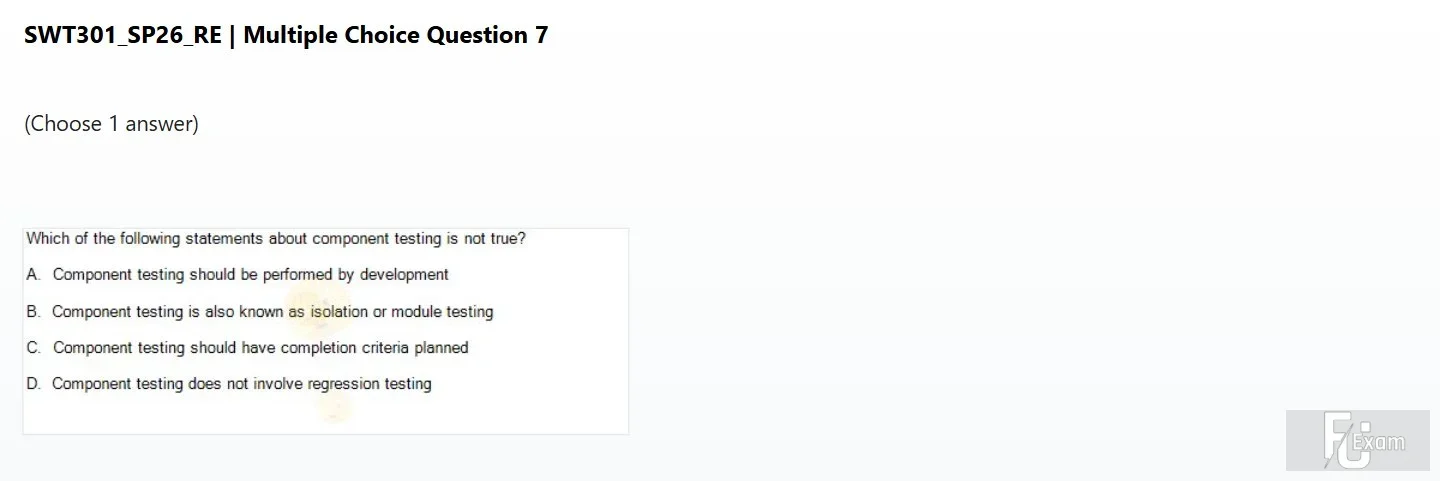 SWT301_SP26_RE | Multiple Choice Question 7
(Choose 1 answer)
Which of the following statements about component testing is not true?
A. Component testing should be performed by development
B. Component testing is also known as isolation or module testing
C. Component testing should have completion criteria planned
D. Component testing does not involve regression testing
FU Exam